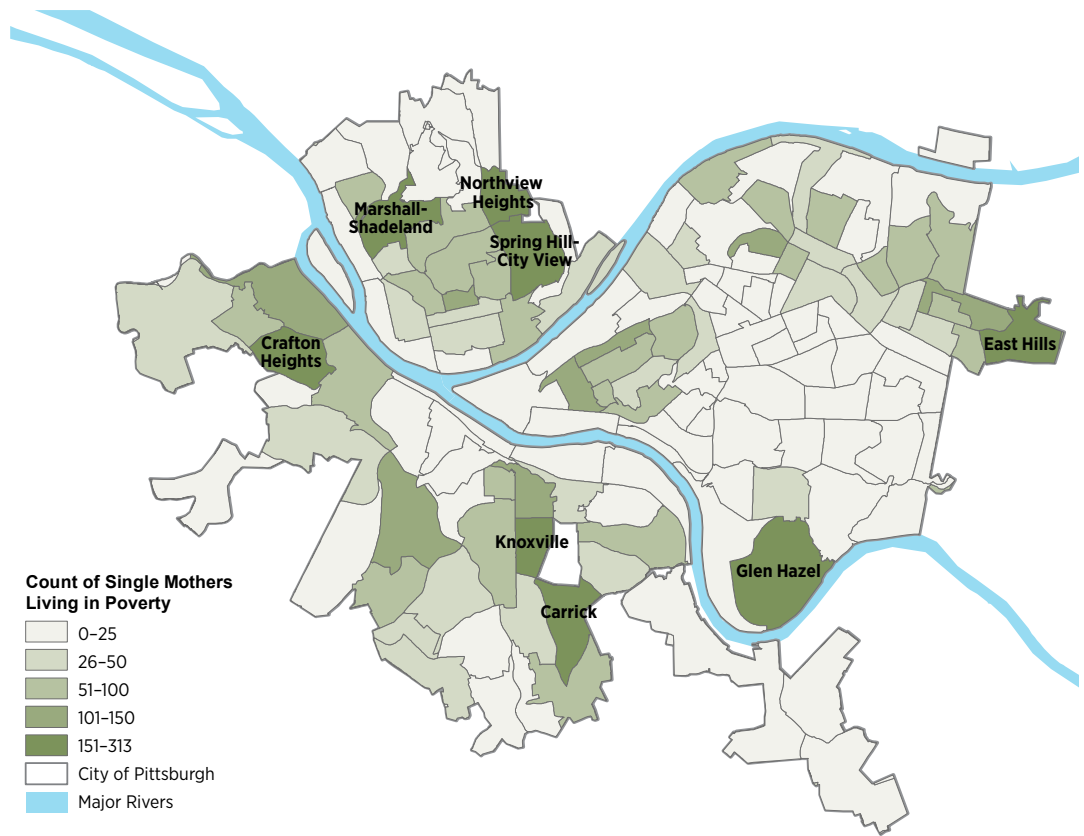 Northview
Heights
Marshall-
Shadeland
Spring Hill-
City View
Crafton
Heights
East Hills
Knoxville
Glen Hazel
Carrick
Count of Single Mothers
Living in Poverty
0–25
26–50
51–100
101–150
151–313
City of Pittsburgh
Major Rivers